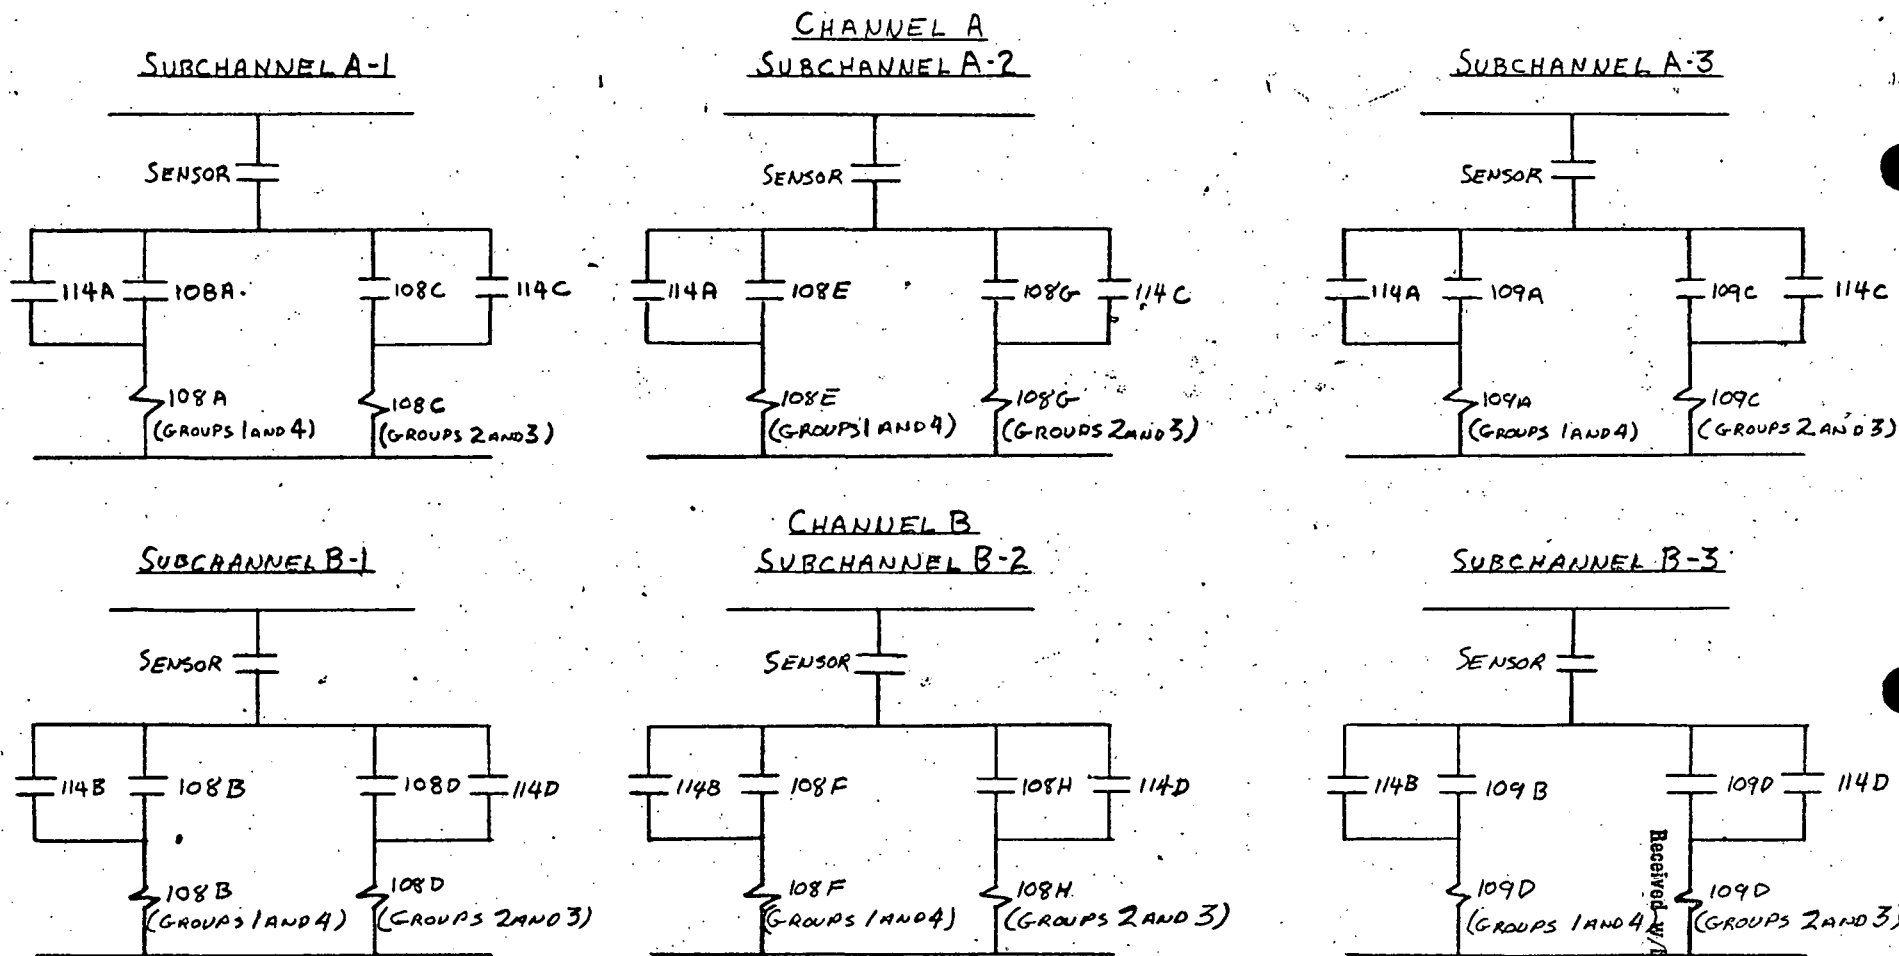 CHANNEL A
SUBCHANNEL A-1
SUBCHANNEL A-2
SUBCHANNEL A-3
SENSOR
SENSOR
SENSOR
114A 108A. 108C 114C
114A 108E 108G 114C
114A 109A 109C 114C
108A
(GROUPS 1 AND 4)
108C
(GROUPS 2 AND 3)
108E
(GROUPS 1 AND 4)
108G
(GROUPS 2 AND 3)
109A
(GROUPS 1 AND 4)
109C
(GROUPS 2 AND 3)
CHANNEL B
SUBCHANNEL B-1
SUBCHANNEL B-2
SUBCHANNEL B-3
SENSOR
SENSOR
SENSOR
114B 108B 108D 114D
114B 108F 108H 114D
114B 109B 109D 114D
108B
(GROUPS 1 AND 4)
108D
(GROUPS 2 AND 3)
108F
(GROUPS 1 AND 4)
108H
(GROUPS 2 AND 3)
109D
(GROUPS 1 AND 4)
109D
(GROUPS 2 AND 3)
Received